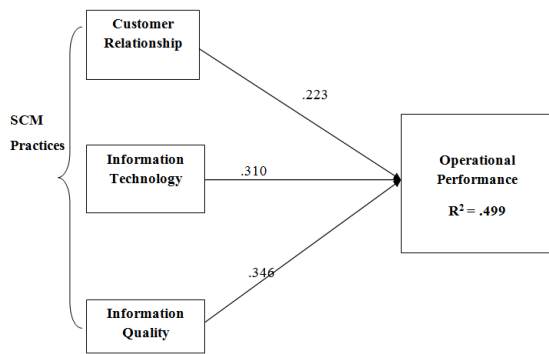 Customer
Relationship
.223
SCM
Practices
Information
Technology
.310
Operational
Performance
R² = .499
.346
Information
Quality